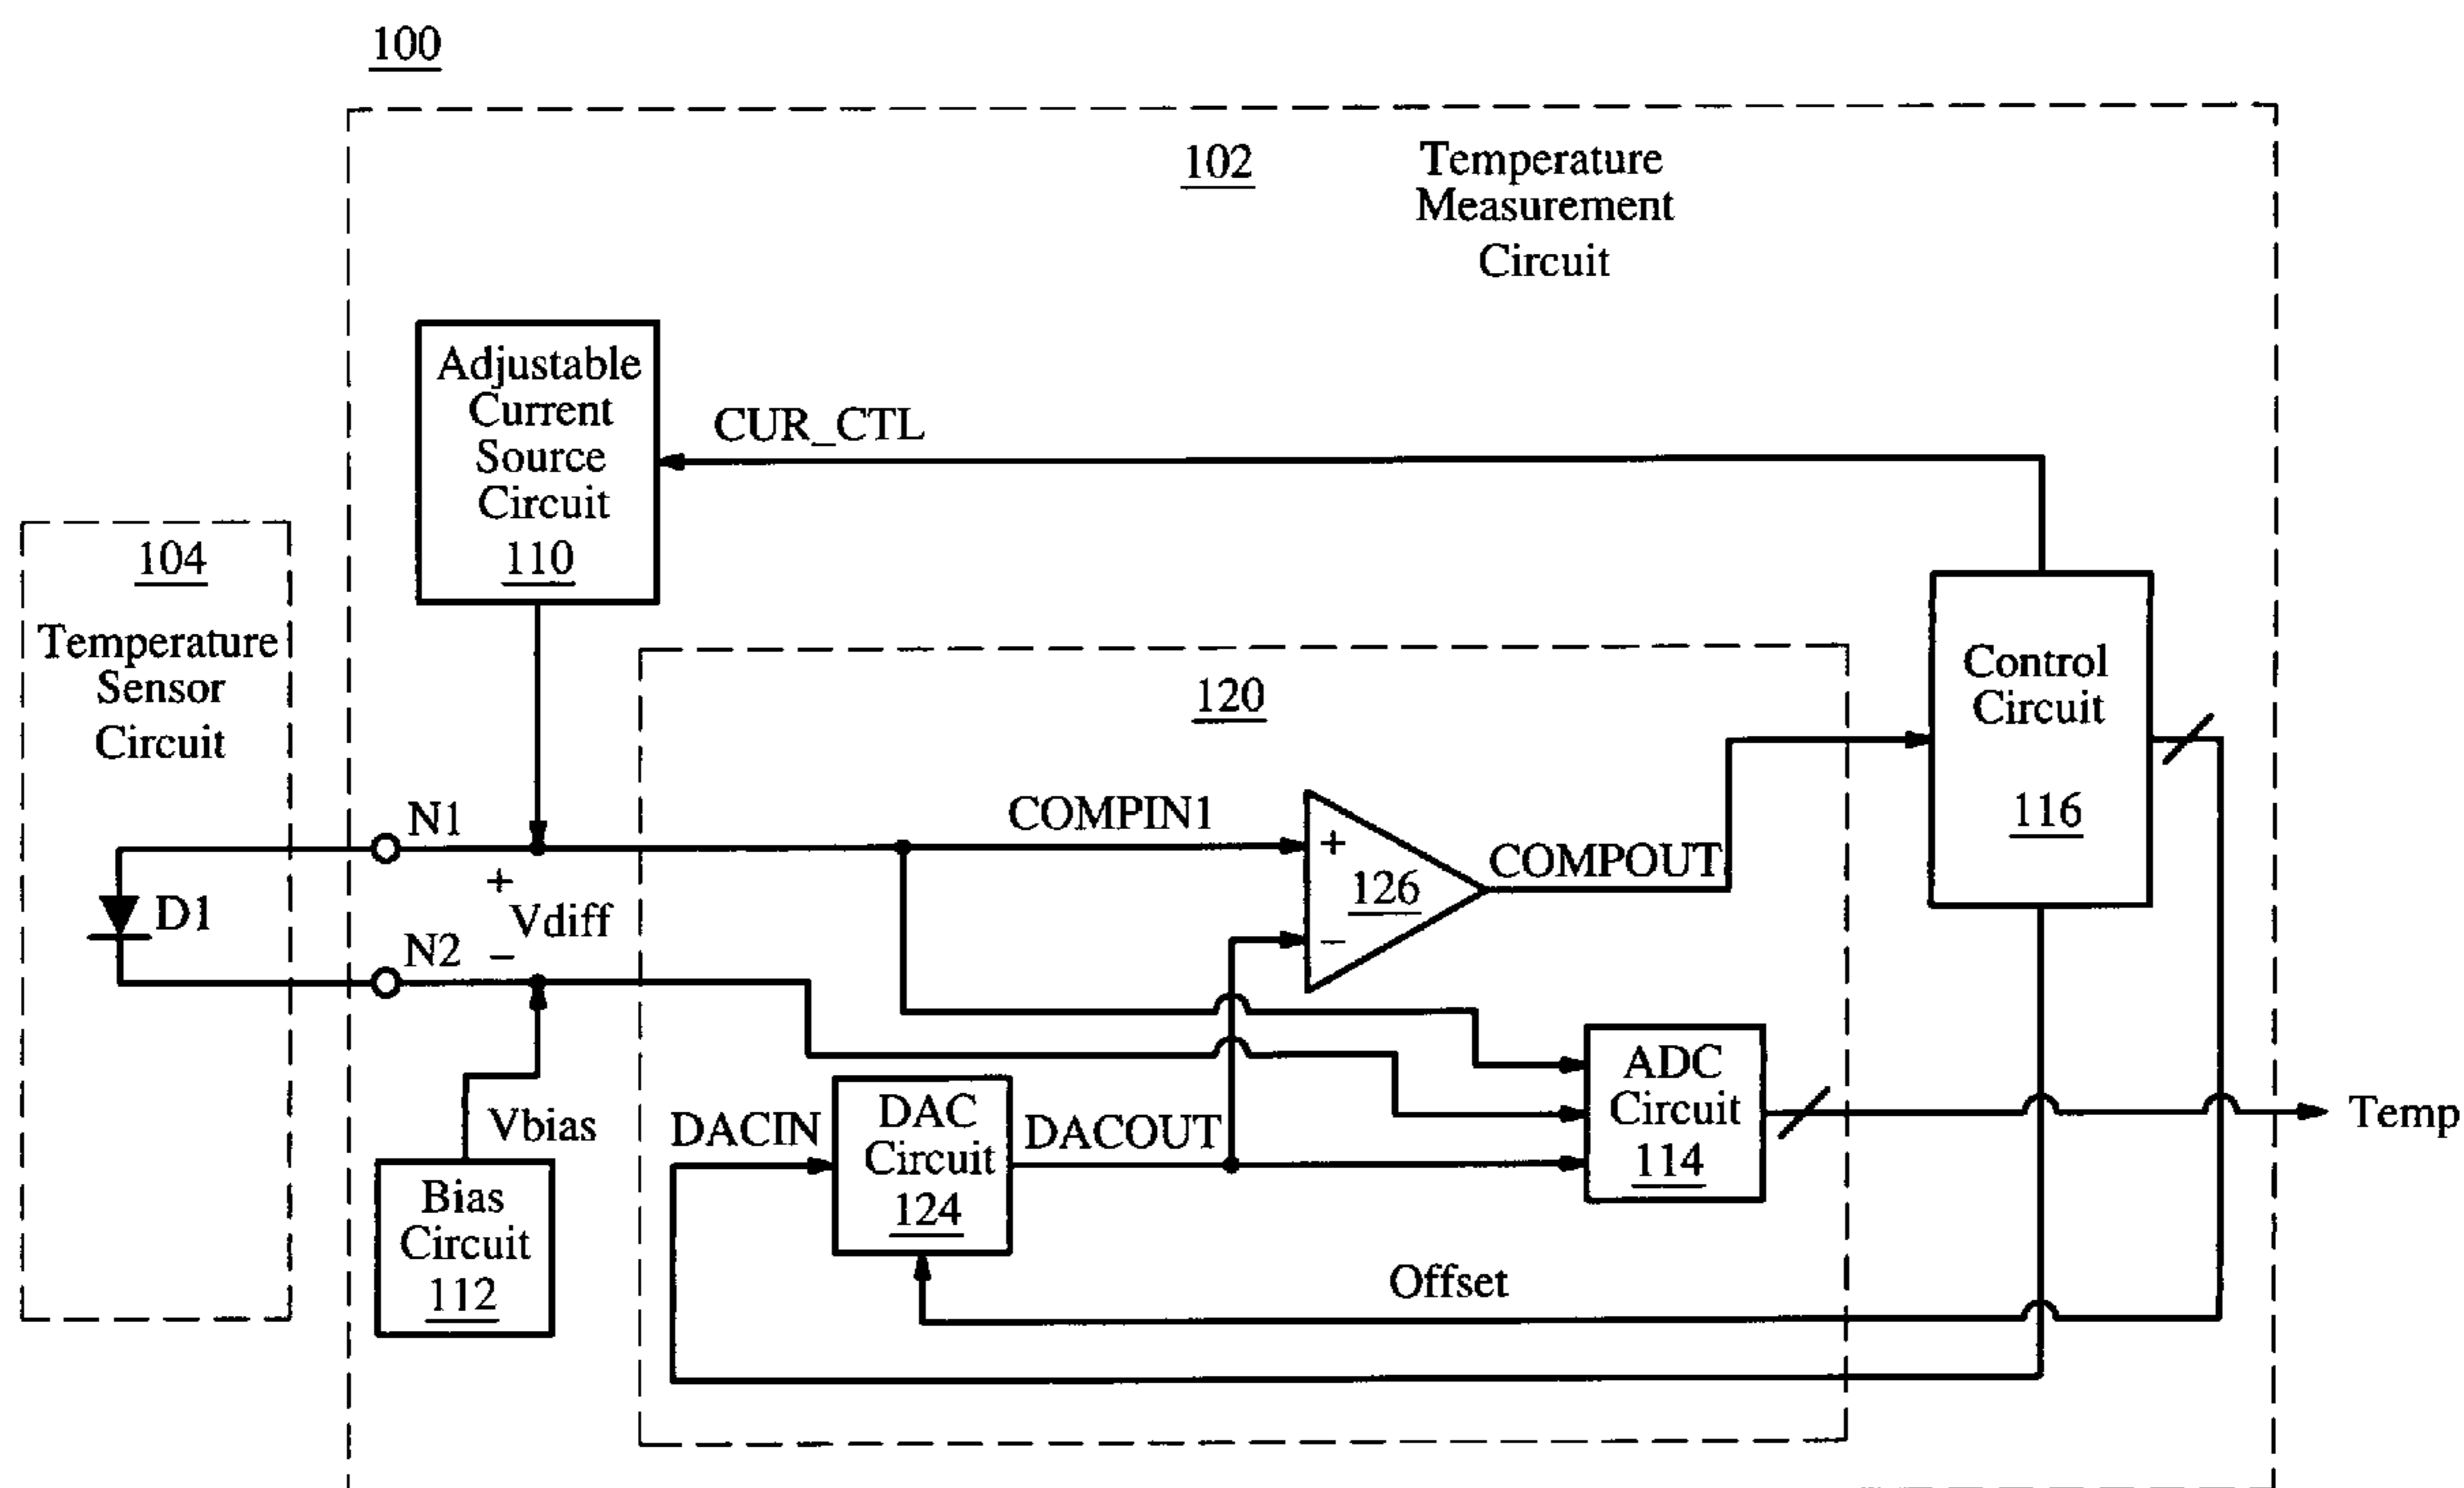 100
102
Temperature
Measurement
Circuit
Adjustable
Current
Source
Circuit
110
CUR_CTL
104
Temperature
Sensor
Circuit
120
Control
Circuit
116
N1
COMPIN1
+
126
−
COMPOUT
+
Vdiff
−
D1
N2
ADC
Circuit
114
Temp
Vbias
DACIN
DAC
Circuit
124
DACOUT
Bias
Circuit
112
Offset